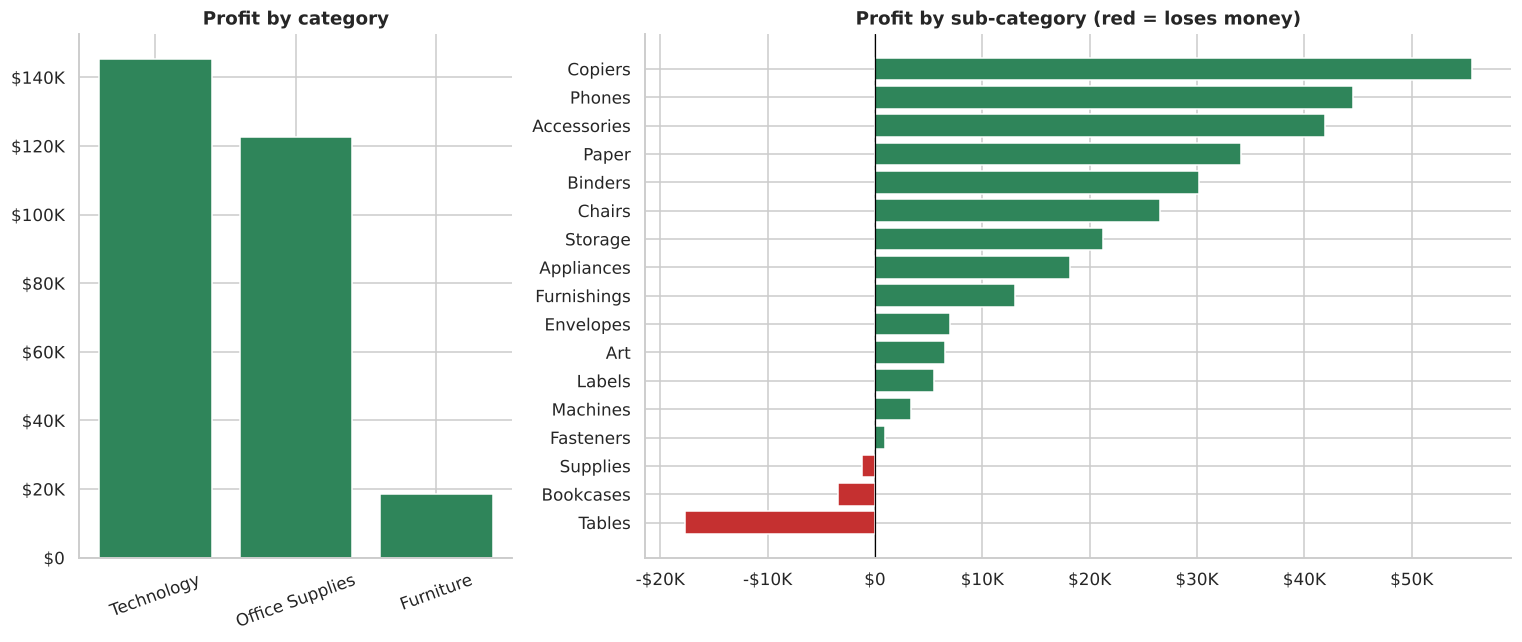 Profit by category
$140K
$120K
$100K
$80K
$60K
$40K
$20K
$0
Technology
Office Supplies
Furniture
Profit by sub-category (red = loses money)
Copiers
Phones
Accessories
Paper
Binders
Chairs
Storage
Appliances
Furnishings
Envelopes
Art
Labels
Machines
Fasteners
Supplies
Bookcases
Tables
-$20K
-$10K
$0
$10K
$20K
$30K
$40K
$50K